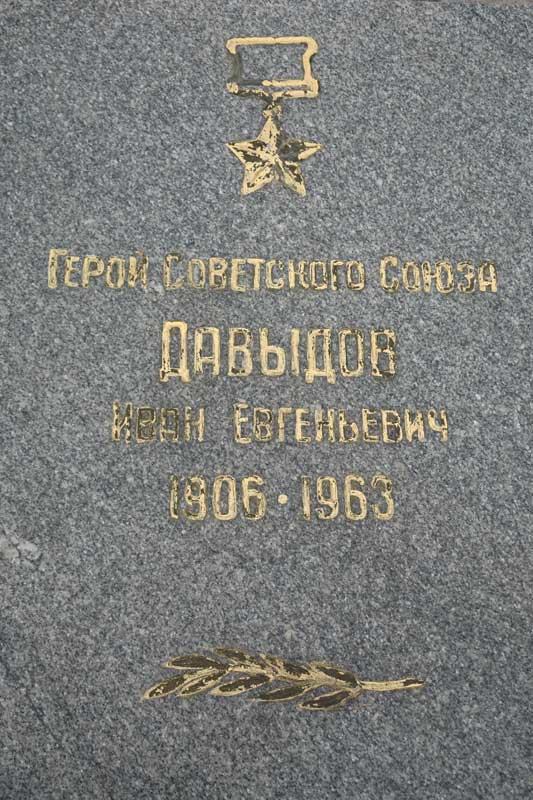 Герой Советского Союза
Давыдов
Иван Евгеньевич
1906 • 1963